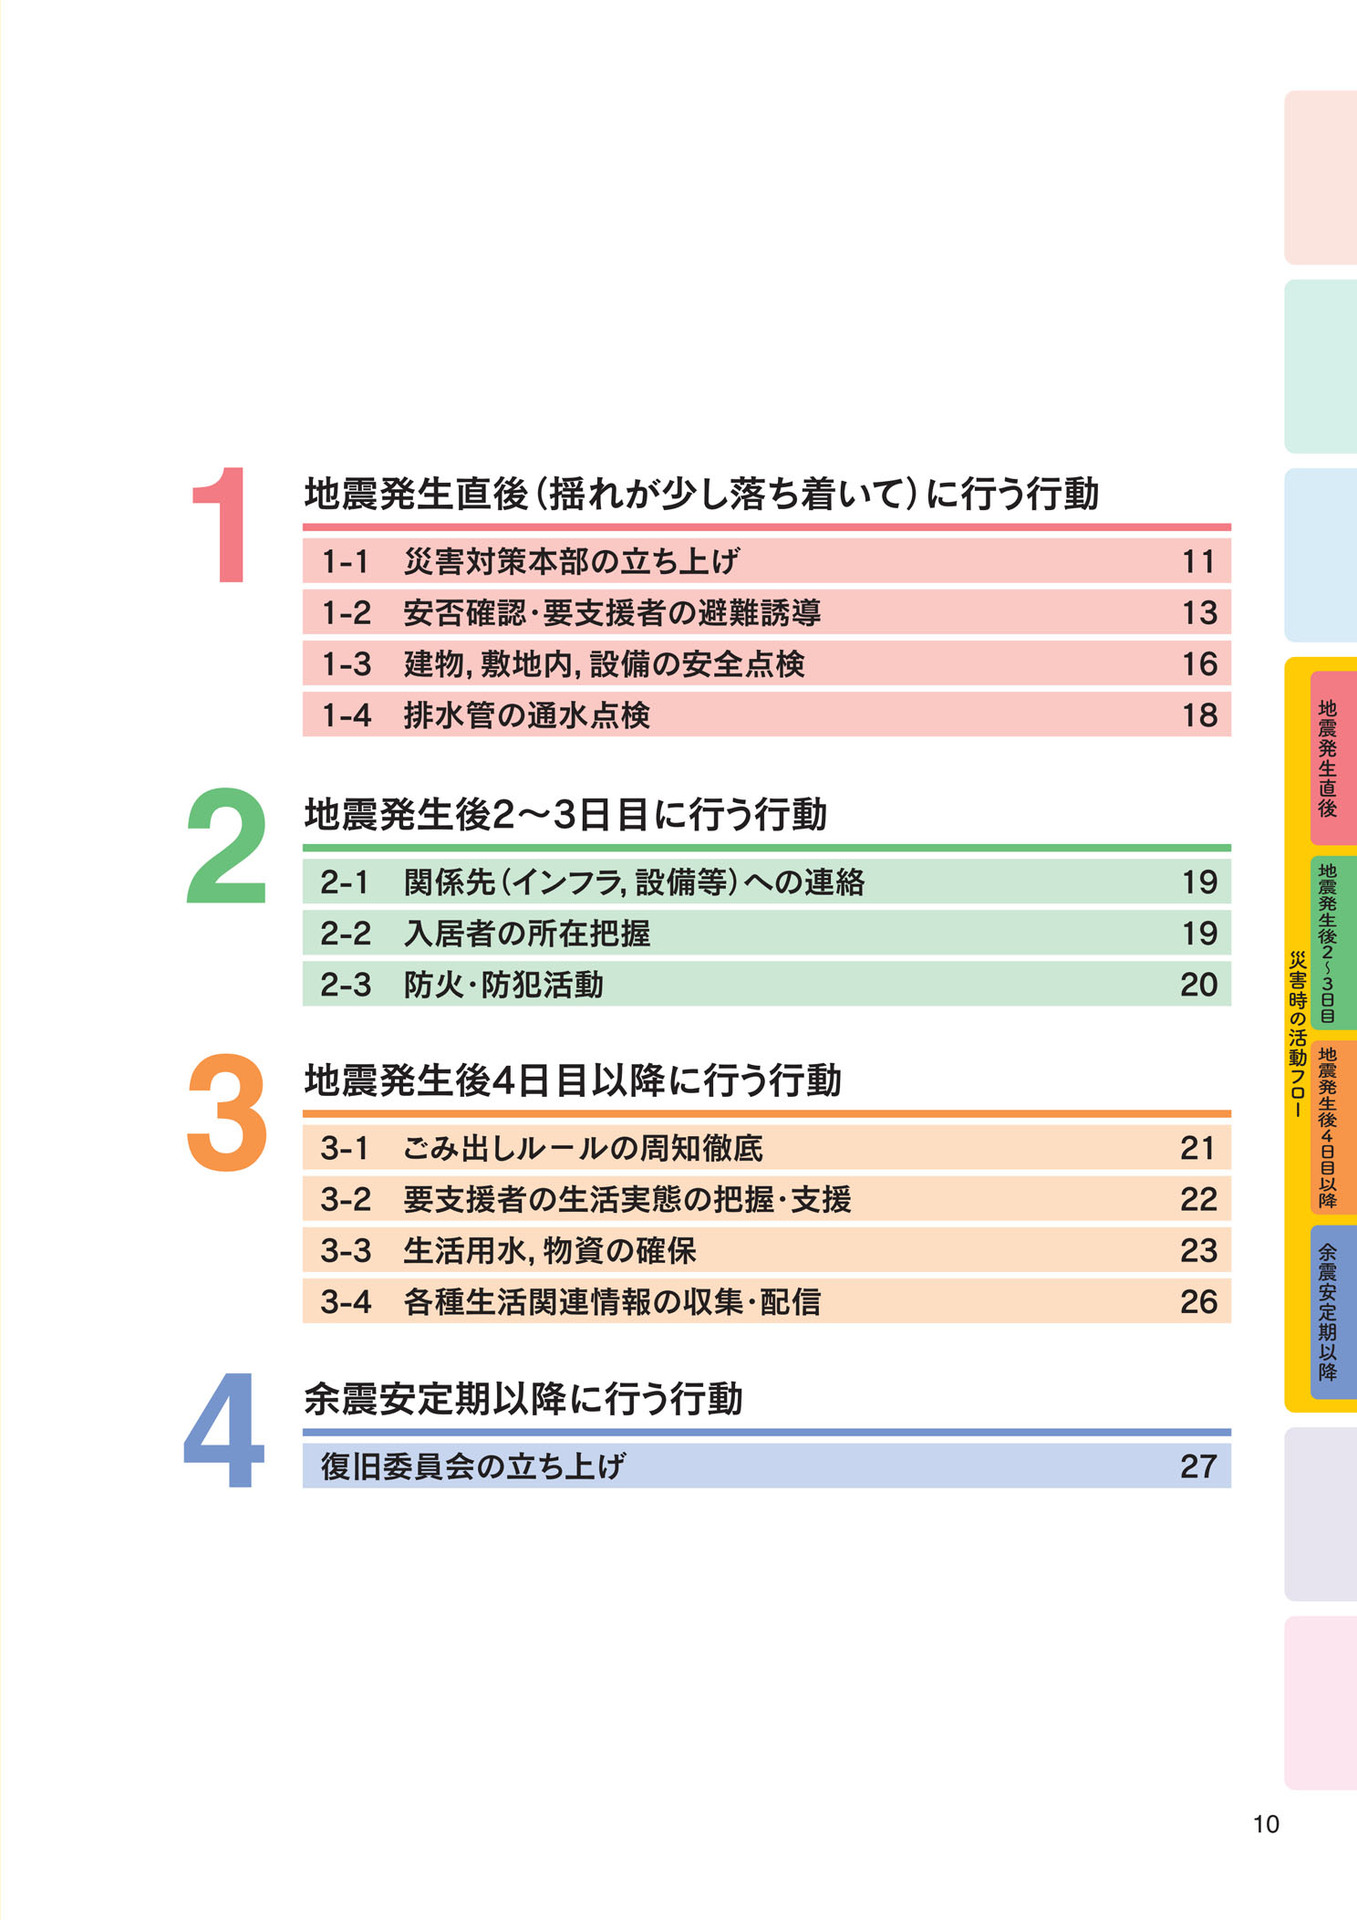 1
地震発生直後（揺れが少し落ち着いて）に行う行動
1-1 災害対策本部の立ち上げ 11
1-2 安否確認・要支援者の避難誘導 13
1-3 建物，敷地内，設備の安全点検 16
1-4 排水管の通水点検 18
2
地震発生後2〜3日目に行う行動
2-1 関係先（インフラ，設備等）への連絡 19
2-2 入居者の所在把握 19
2-3 防火・防犯活動 20
3
地震発生後4日目以降に行う行動
3-1 ごみ出しルールの周知徹底 21
3-2 要支援者の生活実態の把握・支援 22
3-3 生活用水，物資の確保 23
3-4 各種生活関連情報の収集・配信 26
4
余震安定期以降に行う行動
復旧委員会の立ち上げ 27
災害時の活動フロー
地震発生直後
地震発生後2〜3日目
地震発生後4日目以降
余震安定期以降
10